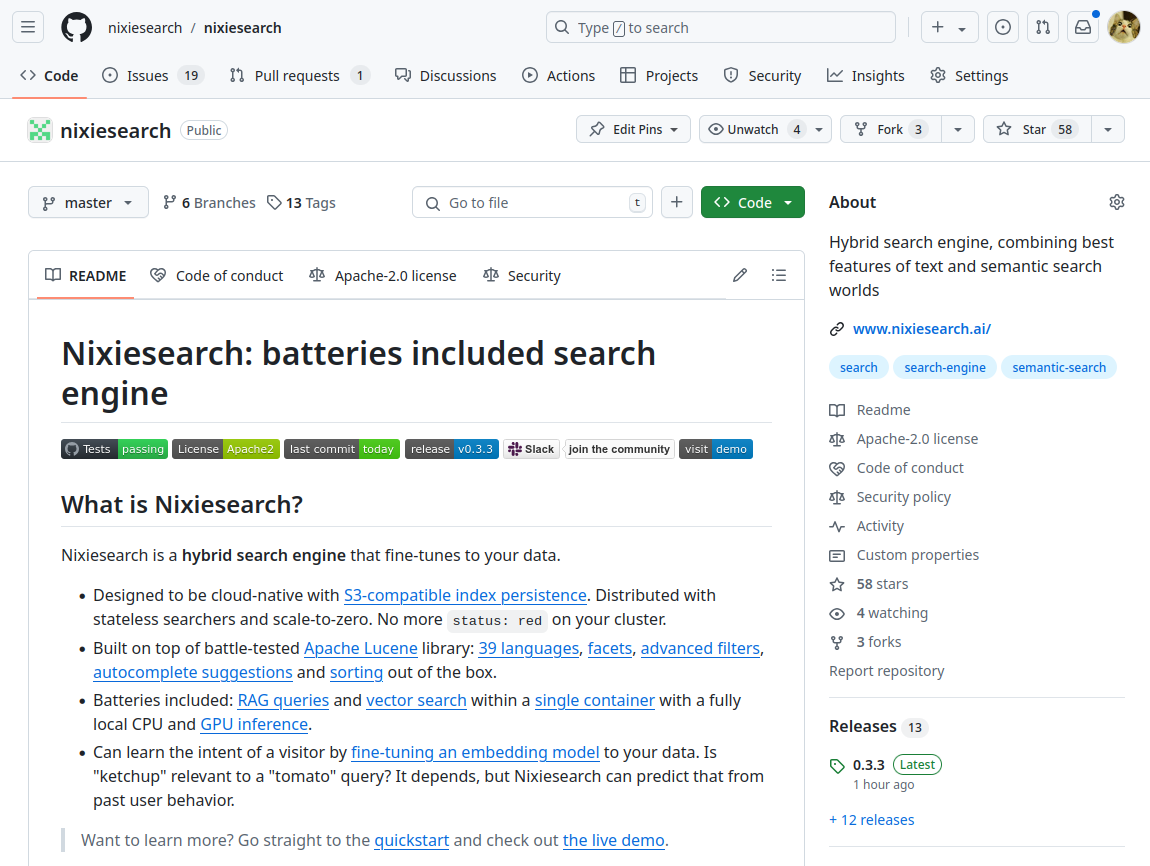 nixiesearch / nixiesearch
Type / to search
Code Issues 19 Pull requests 1 Discussions Actions Projects Security Insights Settings
nixiesearch Public
Edit Pins Unwatch 4 Fork 3 Star 58
master 6 Branches 13 Tags
Go to file t
Code
README Code of conduct Apache-2.0 license Security
Nixiesearch: batteries included search
engine
Tests passing License Apache2 last commit today release v0.3.3 Slack join the community visit demo
What is Nixiesearch?
Nixiesearch is a hybrid search engine that fine-tunes to your data.
• Designed to be cloud-native with S3-compatible index persistence. Distributed with
stateless searchers and scale-to-zero. No more status: red on your cluster.
• Built on top of battle-tested Apache Lucene library: 39 languages, facets, advanced filters,
autocomplete suggestions and sorting out of the box.
• Batteries included: RAG queries and vector search within a single container with a fully
local CPU and GPU inference.
• Can learn the intent of a visitor by fine-tuning an embedding model to your data. Is
"ketchup" relevant to a "tomato" query? It depends, but Nixiesearch can predict that from
past user behavior.
Want to learn more? Go straight to the quickstart and check out the live demo.
About
Hybrid search engine, combining best
features of text and semantic search
worlds
www.nixiesearch.ai/
search search-engine semantic-search
Readme
Apache-2.0 license
Code of conduct
Security policy
Activity
Custom properties
58 stars
4 watching
3 forks
Report repository
Releases 13
0.3.3 Latest
1 hour ago
+ 12 releases